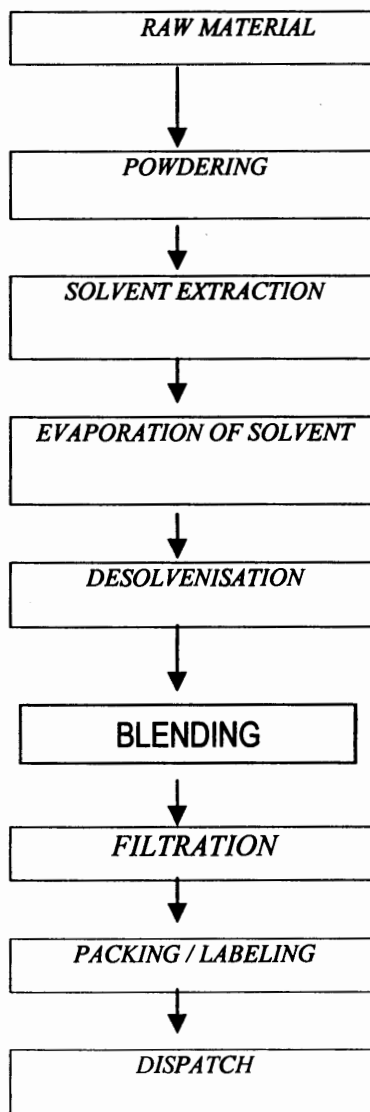 RAW MATERIAL
POWDERING
SOLVENT EXTRACTION
EVAPORATION OF SOLVENT
DESOLVENISATION
BLENDING
FILTRATION
PACKING / LABELING
DISPATCH